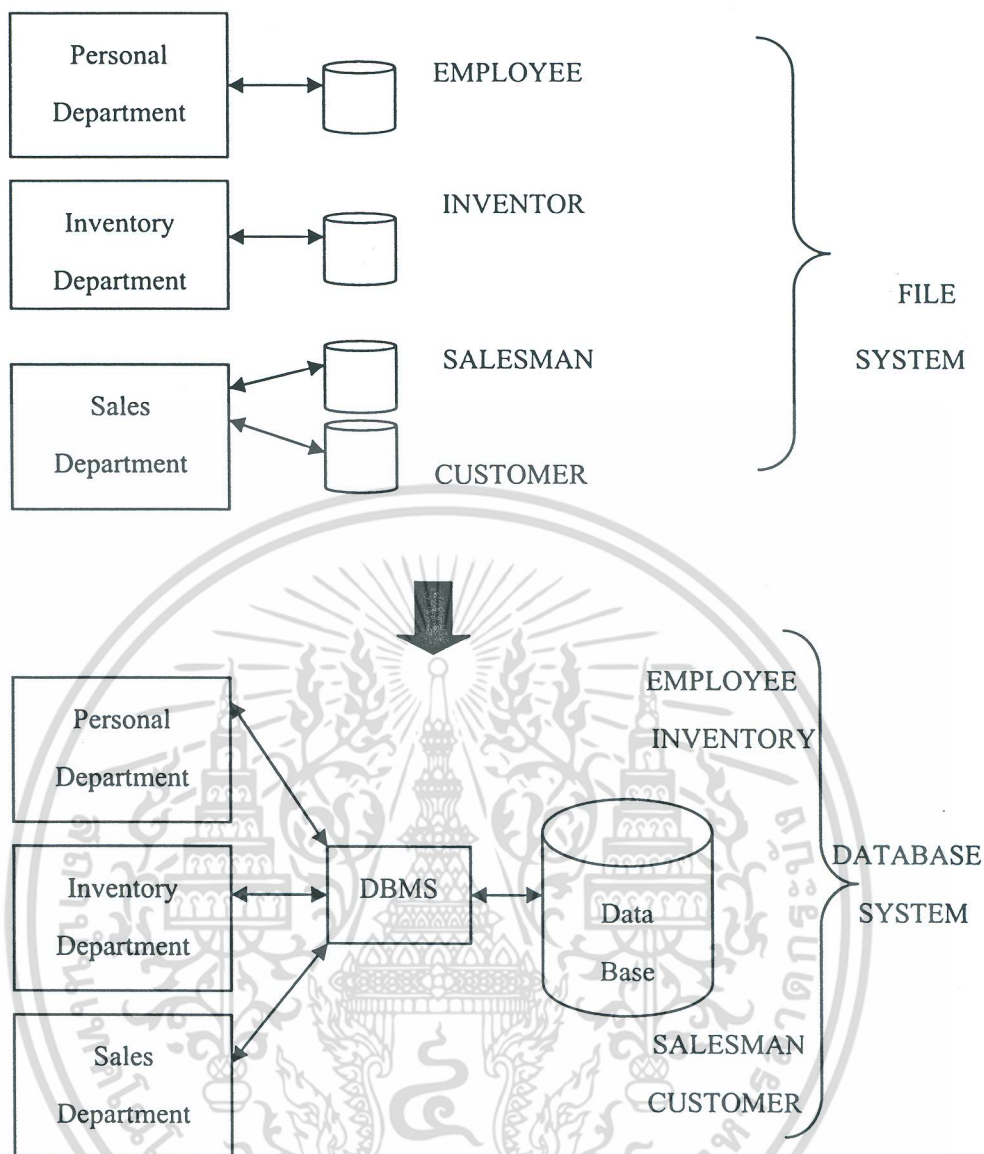 Personal
Department
EMPLOYEE
Inventory
Department
INVENTOR
Sales
Department
SALESMAN
CUSTOMER
FILE
SYSTEM
Personal
Department
Inventory
Department
Sales
Department
DBMS
Data
Base
EMPLOYEE
INVENTORY
SALESMAN
CUSTOMER
DATABASE
SYSTEM